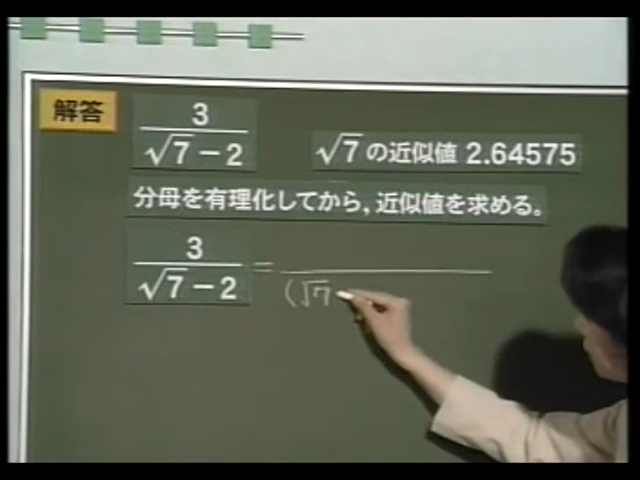 解答
3/(√7−2)
√7の近似値 2.64575
分母を有理化してから,近似値を求める。
3/(√7−2) =
(√7